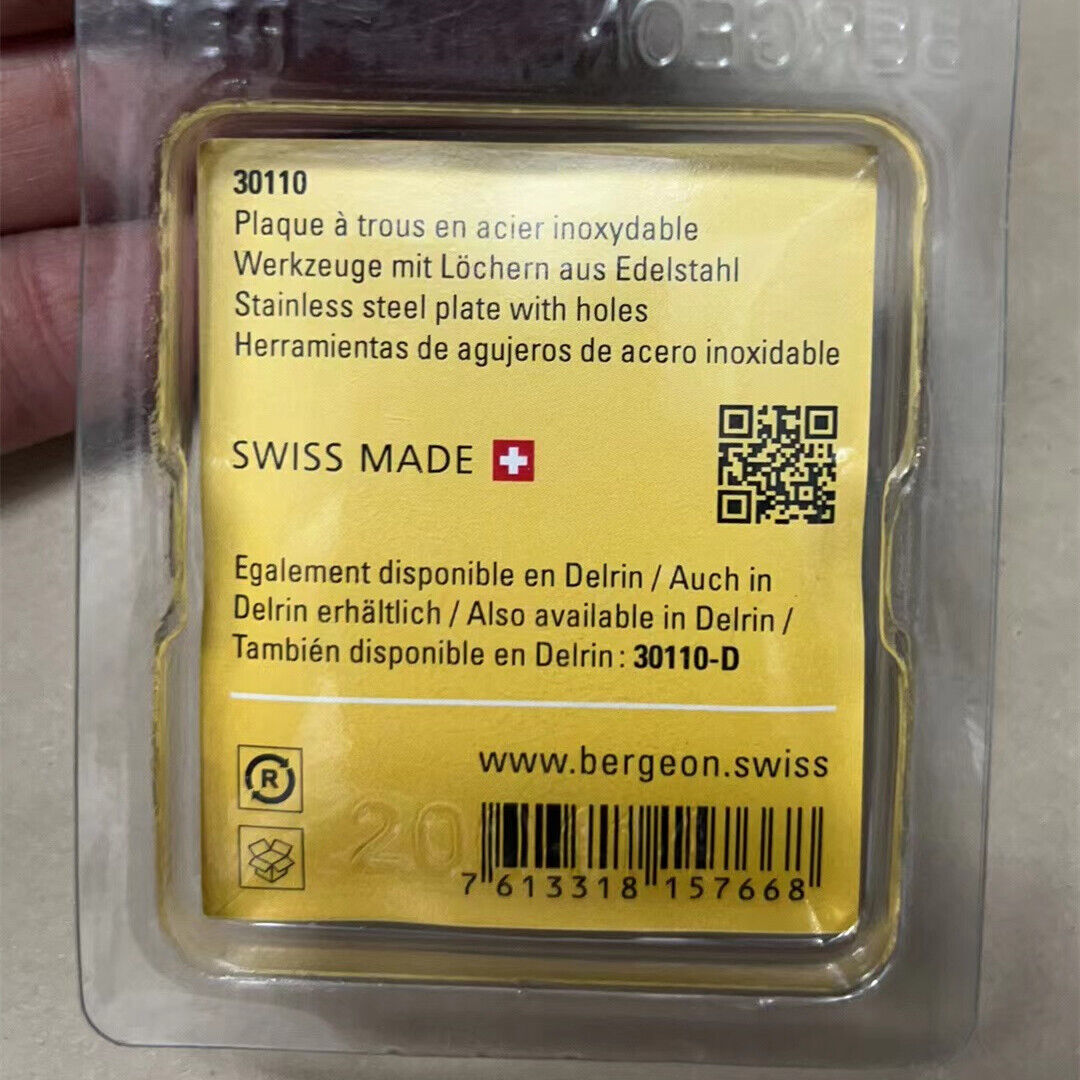 BERGEON
30110
Plaque à trous en acier inoxydable
Werkzeuge mit Löchern aus Edelstahl
Stainless steel plate with holes
Herramientas de agujeros de acero inoxidable
SWISS MADE
Egalement disponible en Delrin / Auch in
Delrin erhältlich / Also available in Delrin /
También disponible en Delrin : 30110-D
www.bergeon.swiss
R
7 613318 157668